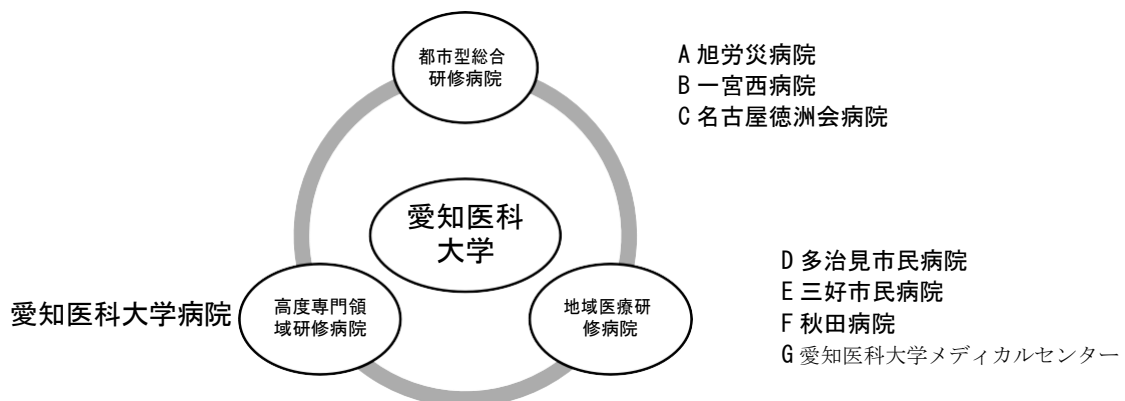 都市型総合
研修病院
A 旭労災病院
B 一宮西病院
C 名古屋徳洲会病院
愛知医科
大学
愛知医科大学病院
高度専門領
域研修病院
地域医療研
修病院
D 多治見市民病院
E 三好市民病院
F 秋田病院
G 愛知医科大学メディカルセンター